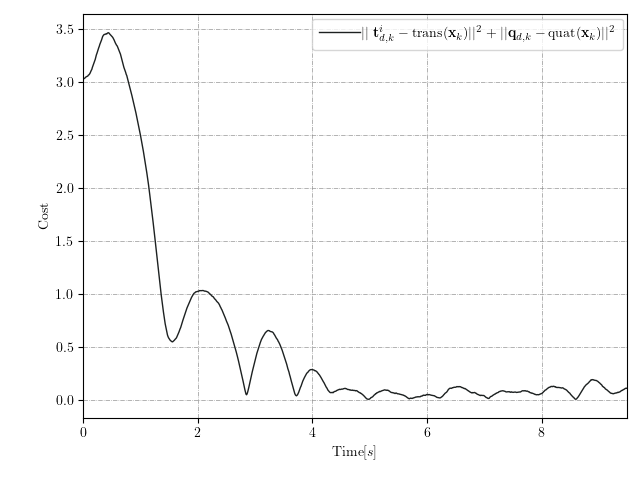 || t^i_{d,k} − trans(x_k)||² + ||q_{d,k} − quat(x_k)||²
3.5
3.0
2.5
2.0
1.5
1.0
0.5
0.0
Cost
0 2 4 6 8
Time[s]